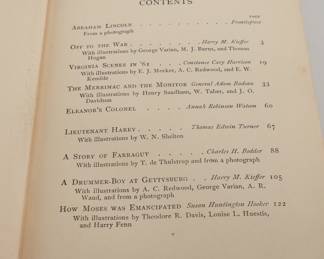 CONTENTS
PAGE
Abraham Lincoln . . . . . . . . . Frontispiece
From a photograph
Off to the War . . . . . . . Harry M. Kieffer 3
With illustrations by George Varian, M. J. Burns, and Thomas
Hogan
Virginia Scenes in '61 . Constance Cary Harrison 19
With illustrations by E. J. Meeker, A. C. Redwood, and E. W.
Kemble
The Merrimac and the Monitor General Adam Badeau 33
With illustrations by Henry Sandham, W. Taber, and J. O.
Davidson
Eleanor's Colonel . . . Annah Robinson Watson 60
Lieutenant Harry . . . . Thomas Edwin Turner 67
With illustrations by W. N. Shelton
A Story of Farragut . . . . Charles H. Bodder 88
With illustrations by T. de Thulstrup and from a photograph
A Drummer-Boy at Gettysburg . . Harry M. Kieffer 103
With illustrations by A. C. Redwood, George Varian, A. R.
Waud, and from a photograph
How Moses was Emancipated Susan Huntington Hooker 122
With illustrations by Theodore R. Davis, Louise L. Huestis,
and Harry Fenn
v